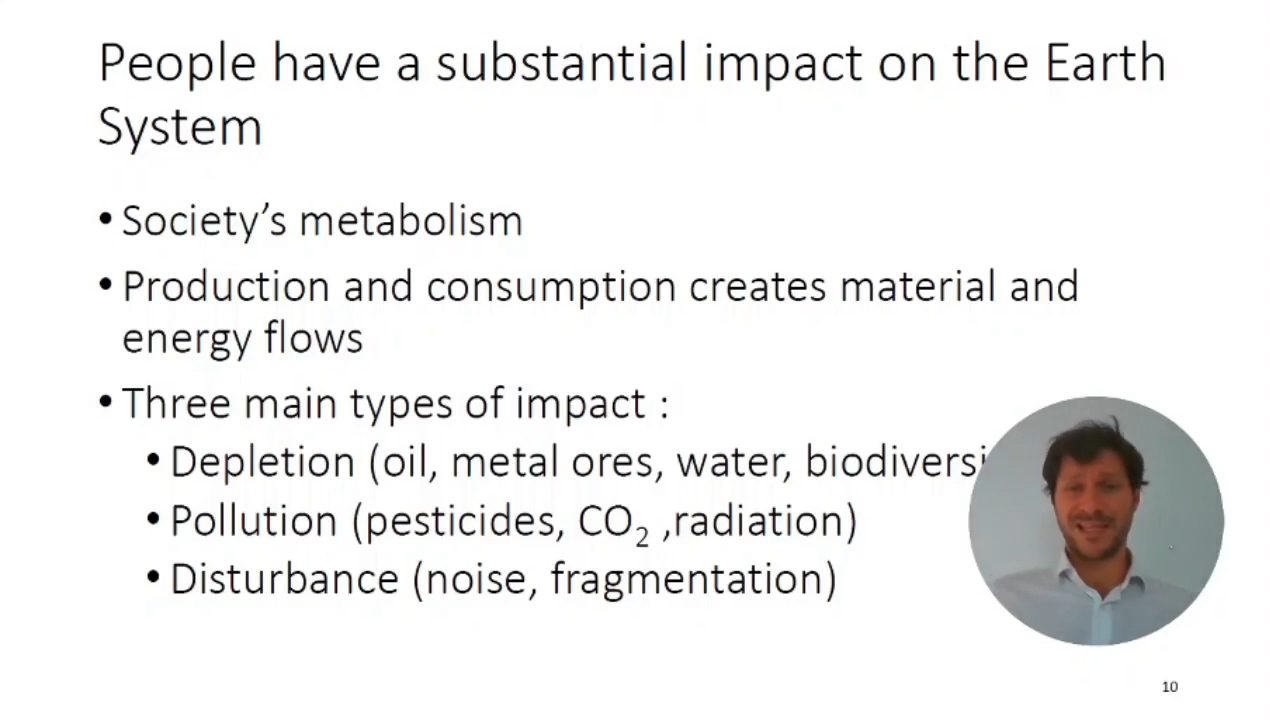 People have a substantial impact on the Earth
System
• Society’s metabolism
• Production and consumption creates material and
energy flows
• Three main types of impact :
• Depletion (oil, metal ores, water, biodiversi
• Pollution (pesticides, CO₂ ,radiation)
• Disturbance (noise, fragmentation)
10